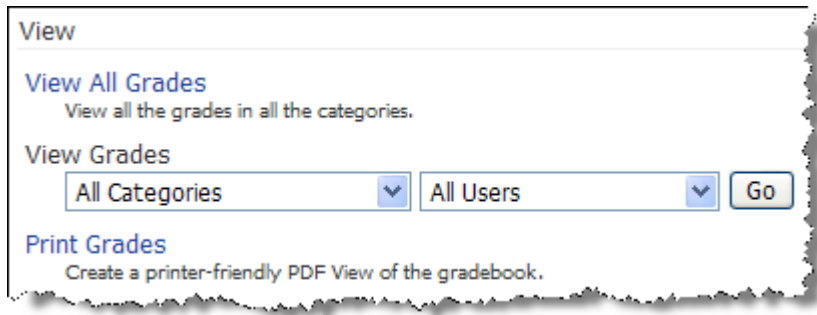 View
View All Grades
View all the grades in all the categories.
View Grades
All Categories All Users Go
Print Grades
Create a printer-friendly PDF View of the gradebook.